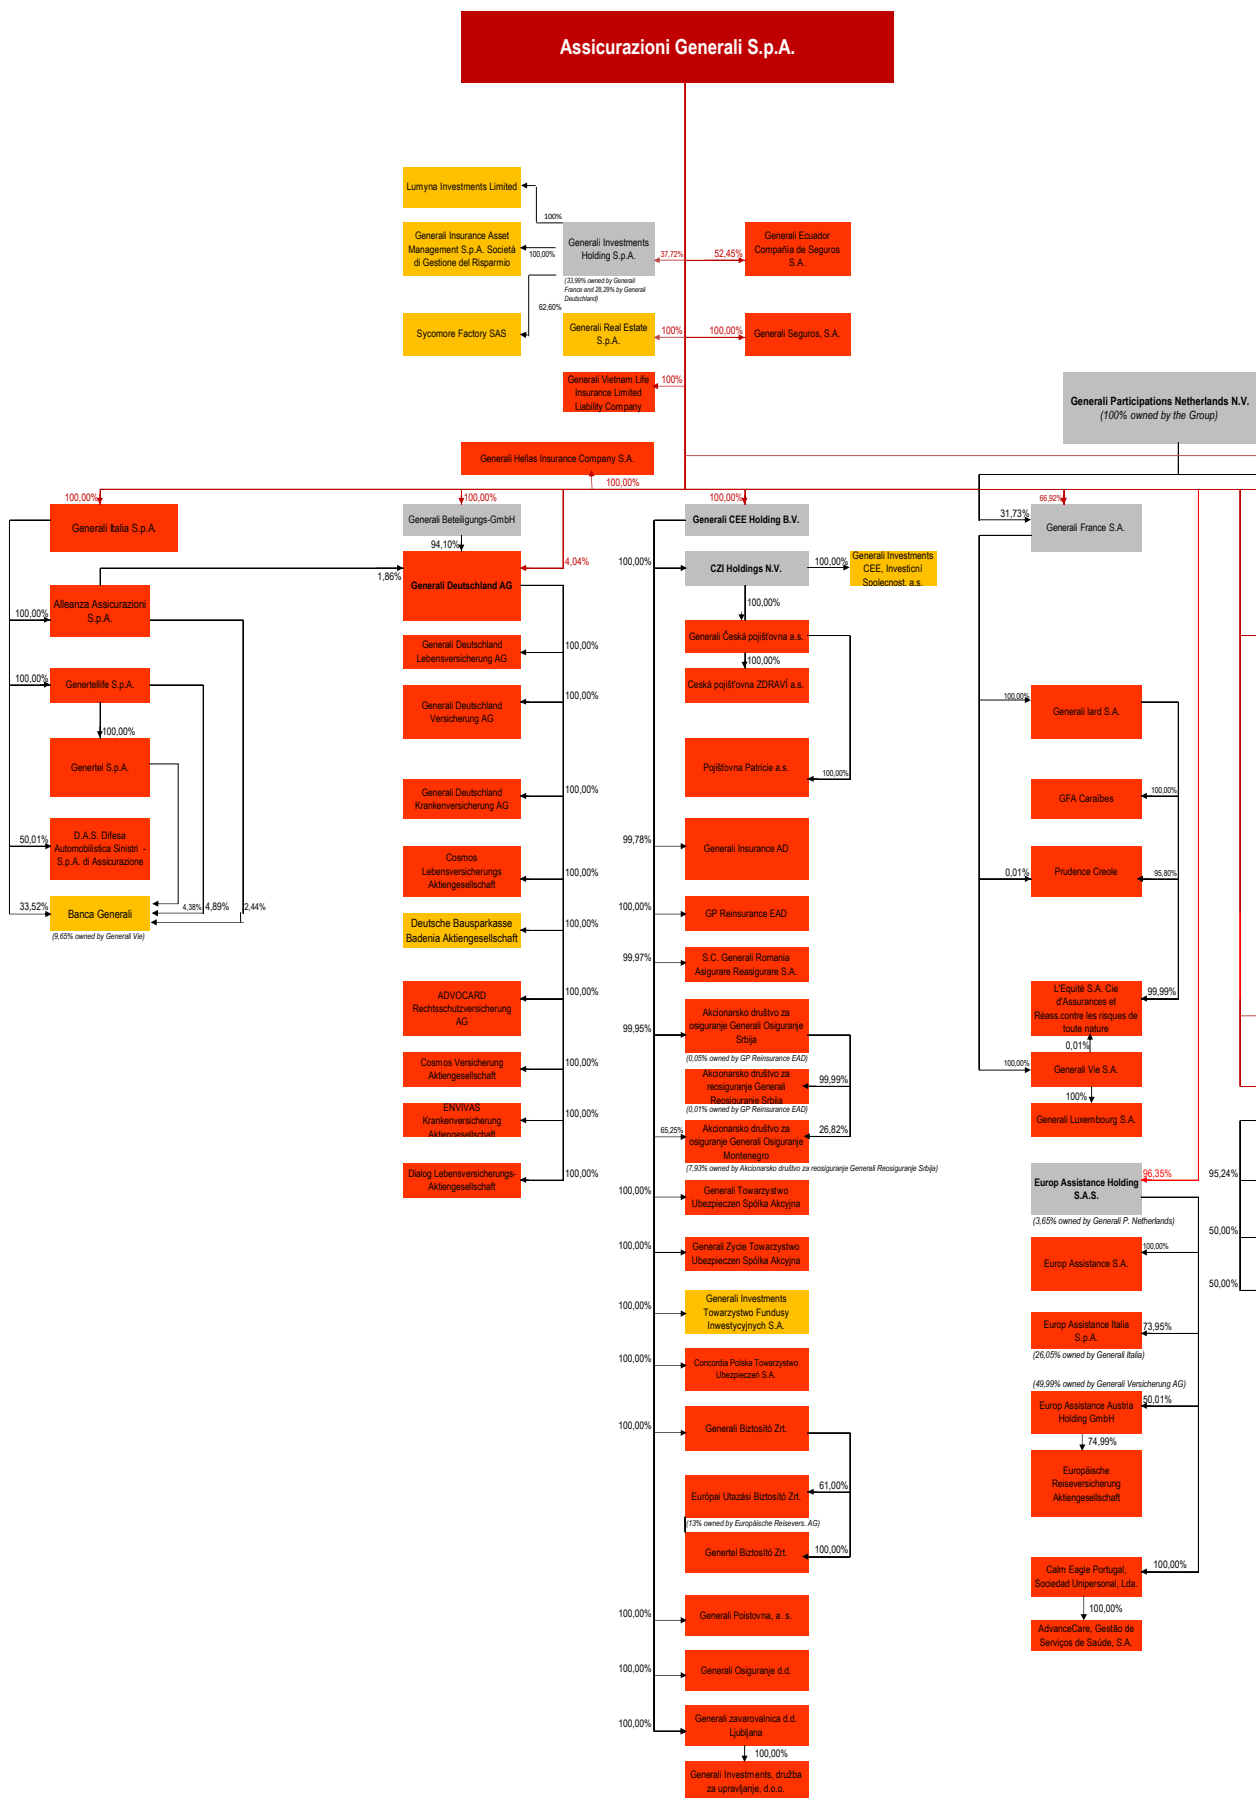 Assicurazioni Generali S.p.A.
Lumyna Investments Limited
100%
Generali Insurance Asset
Management S.p.A. Società
di Gestione del Risparmio
100,00%
Generali Investments
Holding S.p.A.
37,72%
52,45%
Generali Ecuador
Compañía de Seguros
S.A.
(33,99% owned by Generali
France and 28,29% by Generali
Deutschland)
62,60%
Sycomore Factory SAS
Generali Real Estate
S.p.A.
100%
100,00%
Generali Seguros, S.A.
Generali Vietnam Life
Insurance Limited
Liability Company
100%
Generali Participations Netherlands N.V.
(100% owned by the Group)
Generali Hellas Insurance Company S.A.
100,00%
100,00%
Generali Italia S.p.A.
100,00%
Alleanza Assicurazioni
S.p.A.
100,00%
Genertellife S.p.A.
100,00%
Genertel S.p.A.
50,01%
D.A.S. Difesa
Automobilistica Sinistri -
S.p.A. di Assicurazione
33,52%
Banca Generali
4,38%
4,89%
2,44%
(9,65% owned by Generali Vie)
100,00%
Generali Beteiligungs-GmbH
94,10%
4,04%
1,86%
Generali Deutschland AG
Generali Deutschland
Lebensversicherung AG
100,00%
Generali Deutschland
Versicherung AG
100,00%
Generali Deutschland
Krankenversicherung AG
100,00%
Cosmos
Lebensversicherungs
Aktiengesellschaft
100,00%
Deutsche Bausparkasse
Badenia Aktiengesellschaft
100,00%
ADVOCARD
Rechtsschutzversicherung
AG
100,00%
Cosmos Versicherung
Aktiengesellschaft
100,00%
ENVIVAS
Krankenversicherung
Aktiengesellschaft
100,00%
Dialog Lebensversicherungs-
Aktiengesellschaft
100,00%
100,00%
Generali CEE Holding B.V.
100,00%
CZI Holdings N.V.
100,00%
Generali Investments
CEE, Investicní
Spolecnost, a.s.
100,00%
Generali Česká pojišťovna a.s.
100,00%
Česká pojišťovna ZDRAVÍ a.s.
Pojišťovna Patricie a.s.
100,00%
99,78%
Generali Insurance AD
100,00%
GP Reinsurance EAD
99,97%
S.C. Generali Romania
Asigurare Reasigurare S.A.
99,95%
Akcionarsko društvo za
osiguranje Generali Osiguranje
Srbija
(0,05% owned by GP Reinsurance EAD)
Akcionarsko društvo za
reosiguranje Generali
Reosiguranje Srbija
99,99%
(0,01% owned by GP Reinsurance EAD)
65,25%
Akcionarsko društvo za
osiguranje Generali Osiguranje
Montenegro
26,82%
(7,93% owned by Akcionarsko društvo za reosiguranje Generali Reosiguranje Srbija)
100,00%
Generali Towarzystwo
Ubezpieczen Spólka Akcyjna
100,00%
Generali Zycie Towarzystwo
Ubezpieczen Spólka Akcyjna
100,00%
Generali Investments
Towarzystwo Fundusy
Inwestycyjnych S.A.
100,00%
Concordia Polska Towarzystwo
Ubezpieczeń S.A.
100,00%
Generali Biztosító Zrt.
Európai Utazási Biztosító Zrt.
61,00%
(13% owned by Europäische Reisevers. AG)
Genertel Biztosító Zrt.
100,00%
100,00%
Generali Poistovna, a. s.
100,00%
Generali Osiguranje d.d.
100,00%
Generali zavarovalnica d.d.
Ljubljana
100,00%
Generali Investments, družba
za upravljanje, d.o.o.
66,92%
31,73%
Generali France S.A.
100,00%
Generali Iard S.A.
GFA Caraïbes
100,00%
0,01%
Prudence Creole
95,80%
L'Equité S.A. Cie
d'Assurances et
Réass.contre les risques de
toute nature
99,99%
0,01%
100,00%
Generali Vie S.A.
100%
Generali Luxembourg S.A.
96,35%
Europ Assistance Holding
S.A.S.
(3,65% owned by Generali P. Netherlands)
Europ Assistance S.A.
100,00%
Europ Assistance Italia
S.p.A.
73,95%
(26,05% owned by Generali Italia)
(49,99% owned by Generali Versicherung AG)
Europ Assistance Austria
Holding GmbH
50,01%
74,99%
Europäische
Reiseversicherung
Aktiengesellschaft
Calm Eagle Portugal,
Sociedad Unipersonal, Lda.
100,00%
100,00%
AdvanceCare, Gestão de
Serviços de Saúde, S.A.
95,24%
50,00%
50,00%